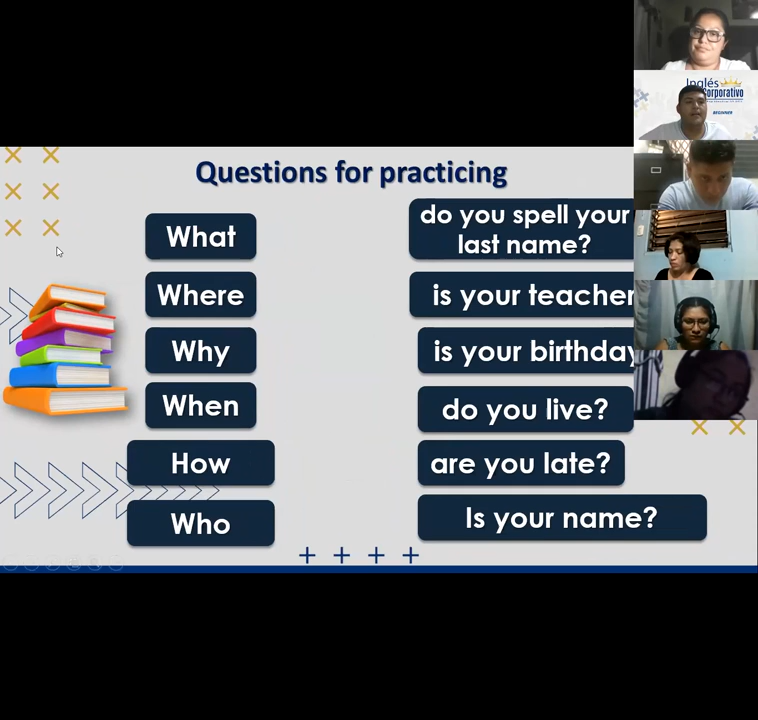 Questions for practicing
What
do you spell your
last name?
Where
is your teacher
Why
is your birthday
When
do you live?
How
are you late?
Who
Is your name?
Inglés
Corporativo
BEGINNER